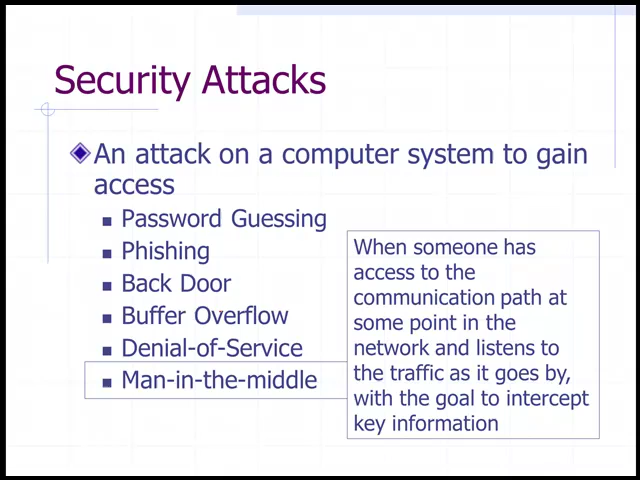 Security Attacks
An attack on a computer system to gain
access
Password Guessing
Phishing
Back Door
Buffer Overflow
Denial-of-Service
Man-in-the-middle
When someone has
access to the
communication path at
some point in the
network and listens to
the traffic as it goes by,
with the goal to intercept
key information